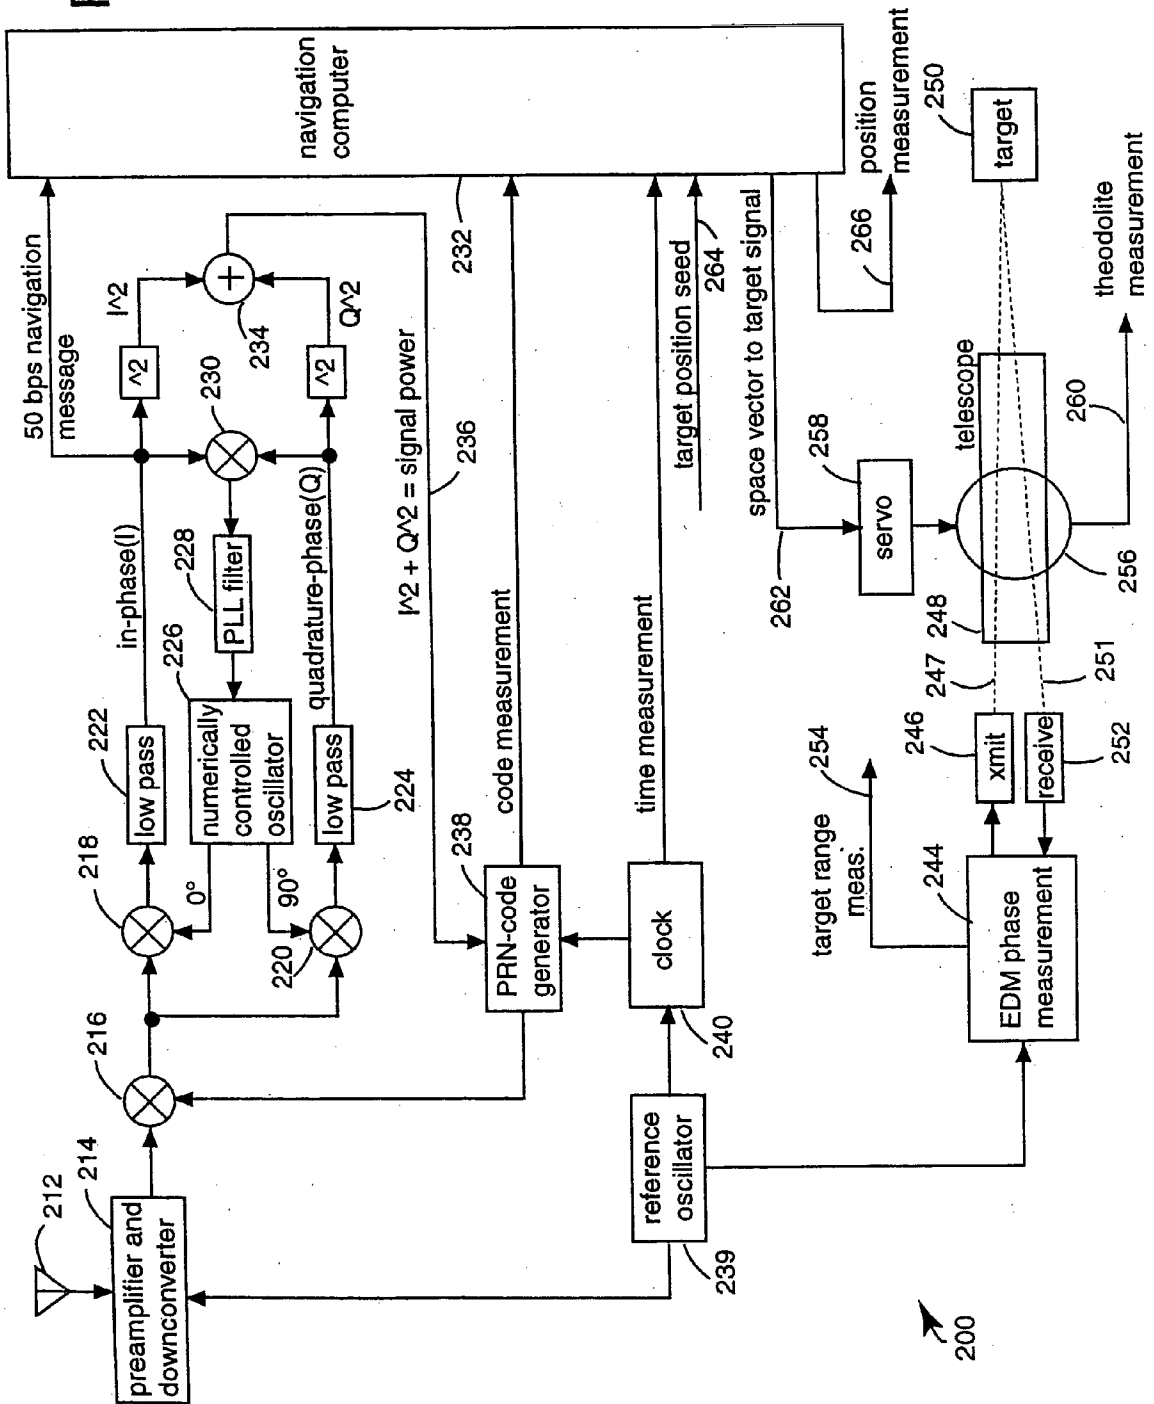 212
214
preamplifier and
downconverter
216
218
220
0°
90°
222
low pass
226
numerically
controlled
oscillator
low pass
224
228
PLL filter
in-phase(I)
quadrature-phase(Q)
230
50 bps navigation
message
^2
^2
I^2
Q^2
+
234
I^2 + Q^2 = signal power
236
232
navigation
computer
238
PRN-code
generator
code measurement
clock
240
time measurement
reference
oscillator
239
target position seed
264
space vector to target signal
262
266
position
measurement
258
servo
target range
meas.
254
244
EDM phase
measurement
246
xmit
receive
252
247
251
248
telescope
256
260
theodolite
measurement
250
target
200